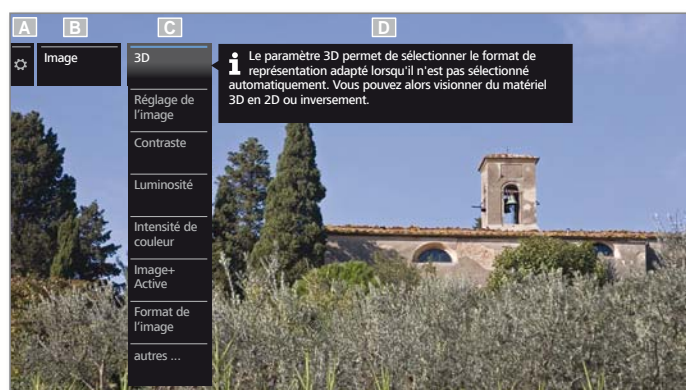 A B C D
Image
3D
Le paramètre 3D permet de sélectionner le format de
représentation adapté lorsqu'il n'est pas sélectionné
automatiquement. Vous pouvez alors visionner du matériel
3D en 2D ou inversement.
Réglage de
l'image
Contraste
Luminosité
Intensité de
couleur
Image+
Active
Format de
l'image
autres ...